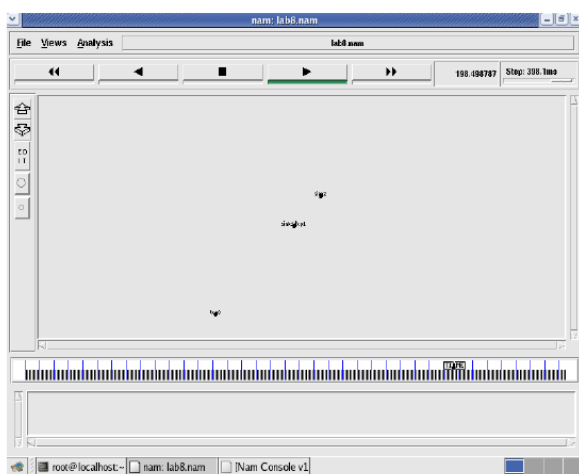 nam: lab8.nam
File Views Analysis lab8.nam
198.498787 Step: 398.1ms
TIME
root@localhost:~ nam: lab8.nam [Nam Console v1